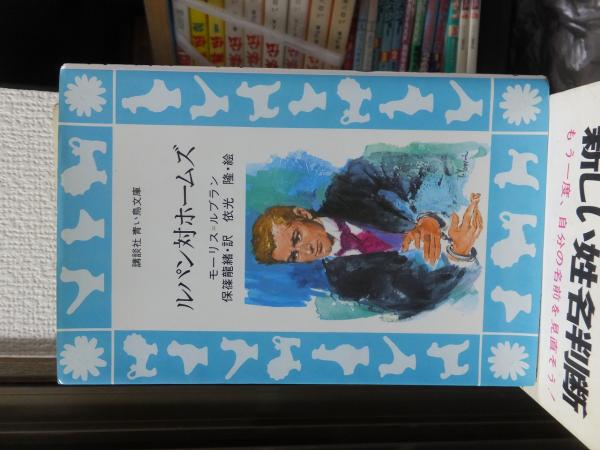 ルパン対ホームズ
モーリス=ルブラン
保篠龍緒・訳 依光 隆・絵
講談社 青い鳥文庫
新しい姓名判断
もう一度、自分の名前を見直そう!